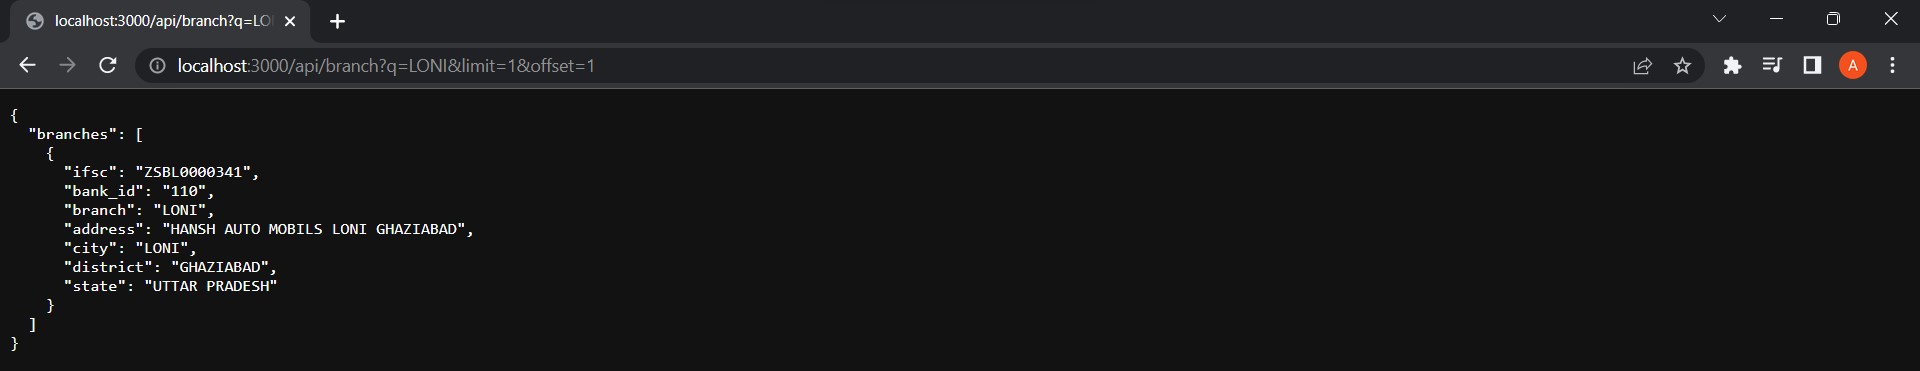 localhost:3000/api/branch?q=LO
localhost:3000/api/branch?q=LONI&limit=1&offset=1
A
{
  "branches": [
    {
      "ifsc": "ZSBL0000341",
      "bank_id": "110",
      "branch": "LONI",
      "address": "HANSH AUTO MOBILS LONI GHAZIABAD",
      "city": "LONI",
      "district": "GHAZIABAD",
      "state": "UTTAR PRADESH"
    }
  ]
}